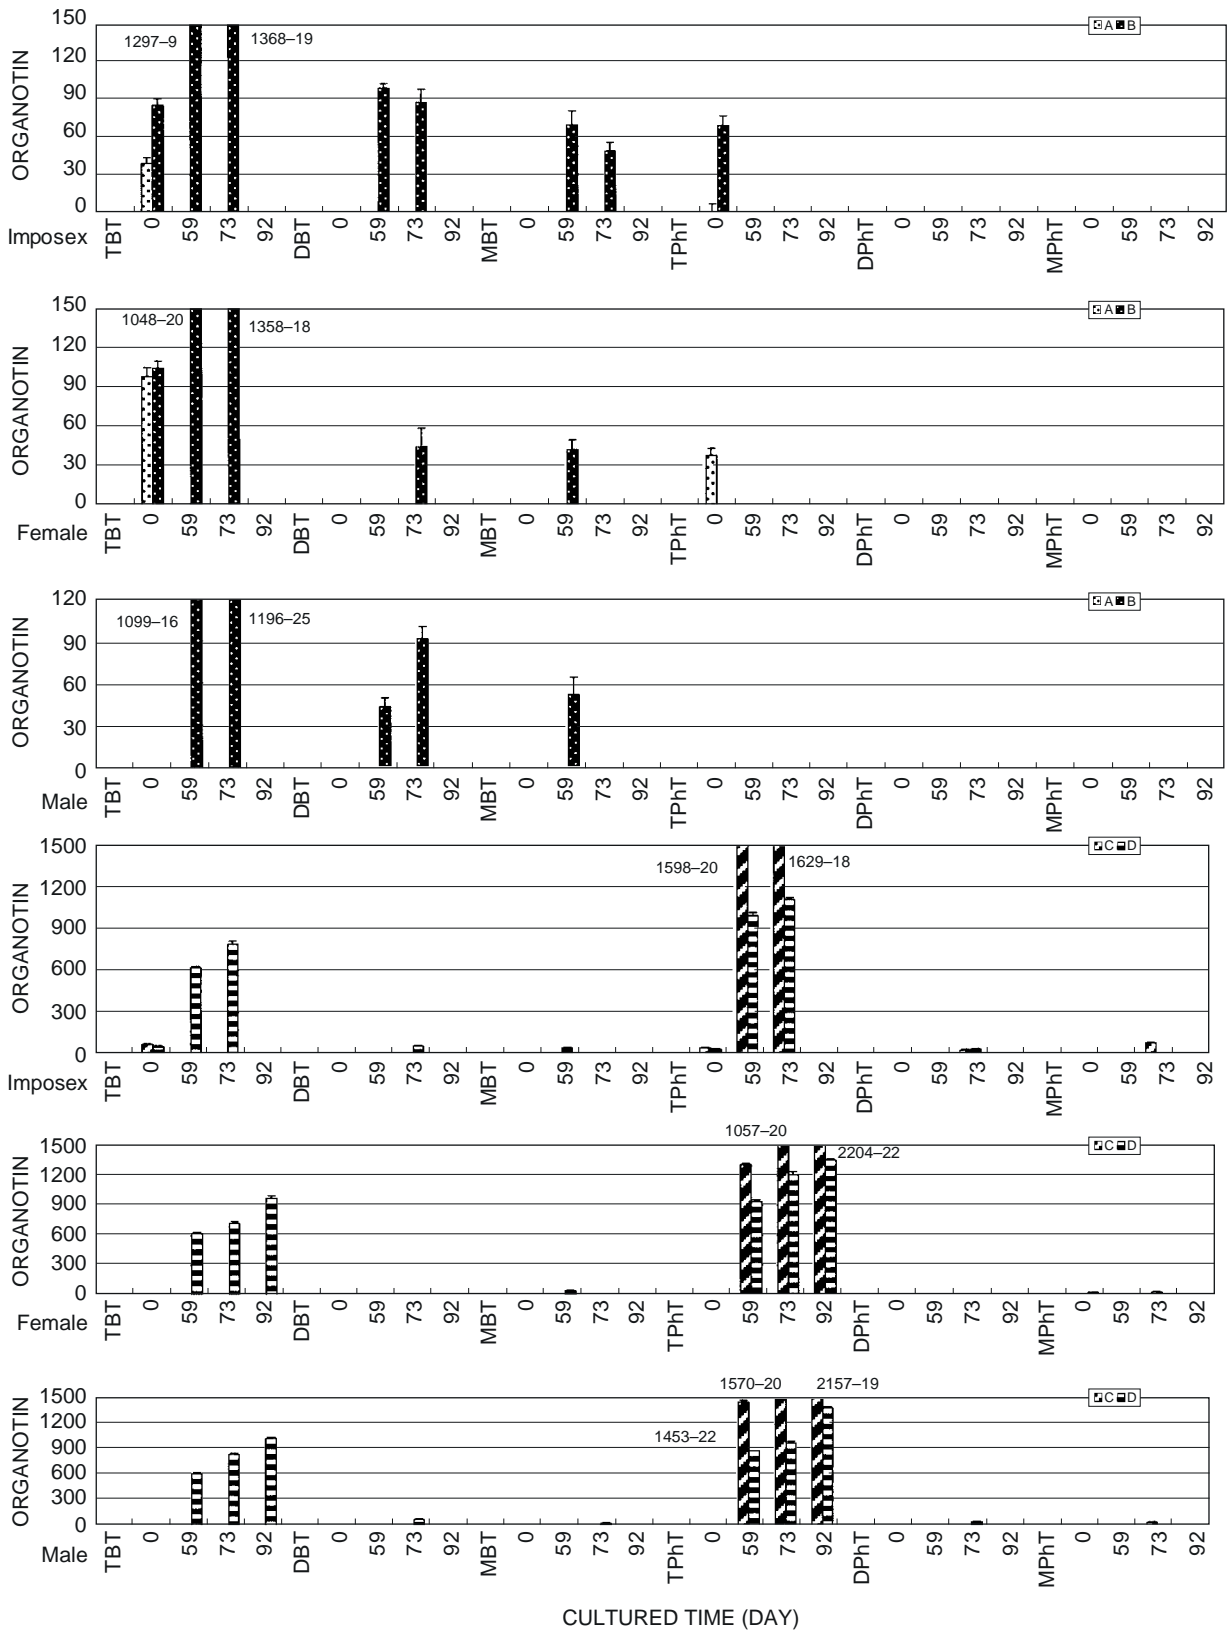 150
120
90
60
30
0
ORGANOTIN
1297–9
1368–19
A B
Imposex
TBT 0 59 73 92 DBT 0 59 73 92 MBT 0 59 73 92 TPhT 0 59 73 92 DPhT 0 59 73 92 MPhT 0 59 73 92
150
120
90
60
30
0
ORGANOTIN
1048–20
1358–18
A B
Female
TBT 0 59 73 92 DBT 0 59 73 92 MBT 0 59 73 92 TPhT 0 59 73 92 DPhT 0 59 73 92 MPhT 0 59 73 92
120
90
60
30
0
ORGANOTIN
1099–16
1196–25
A B
Male
TBT 0 59 73 92 DBT 0 59 73 92 MBT 0 59 73 92 TPhT 0 59 73 92 DPhT 0 59 73 92 MPhT 0 59 73 92
1500
1200
900
600
300
0
ORGANOTIN
1598–20
1629–18
C D
Imposex
TBT 0 59 73 92 DBT 0 59 73 92 MBT 0 59 73 92 TPhT 0 59 73 92 DPhT 0 59 73 92 MPhT 0 59 73 92
1500
1200
900
600
300
0
ORGANOTIN
1057–20
2204–22
C D
Female
TBT 0 59 73 92 DBT 0 59 73 92 MBT 0 59 73 92 TPhT 0 59 73 92 DPhT 0 59 73 92 MPhT 0 59 73 92
1500
1200
900
600
300
0
ORGANOTIN
1570–20
2157–19
1453–22
C D
Male
TBT 0 59 73 92 DBT 0 59 73 92 MBT 0 59 73 92 TPhT 0 59 73 92 DPhT 0 59 73 92 MPhT 0 59 73 92
CULTURED TIME (DAY)